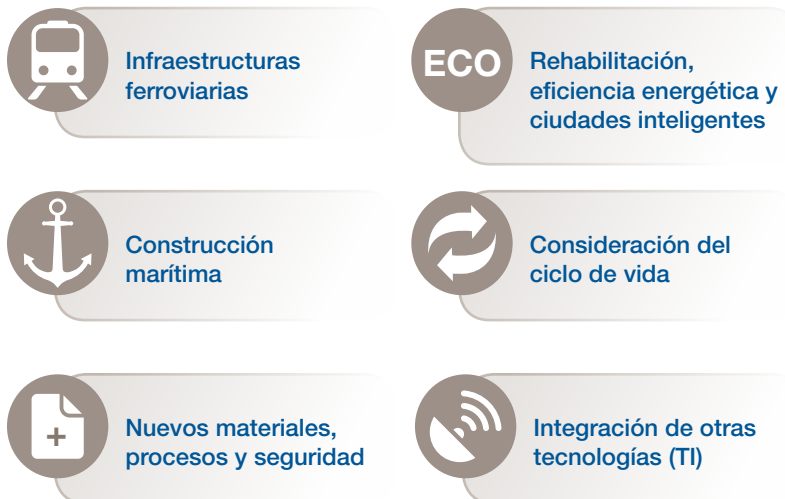 Infraestructuras
ferroviarias
ECO
Rehabilitación,
eficiencia energética y
ciudades inteligentes
Construcción
marítima
Consideración del
ciclo de vida
+
Nuevos materiales,
procesos y seguridad
Integración de otras
tecnologías (TI)